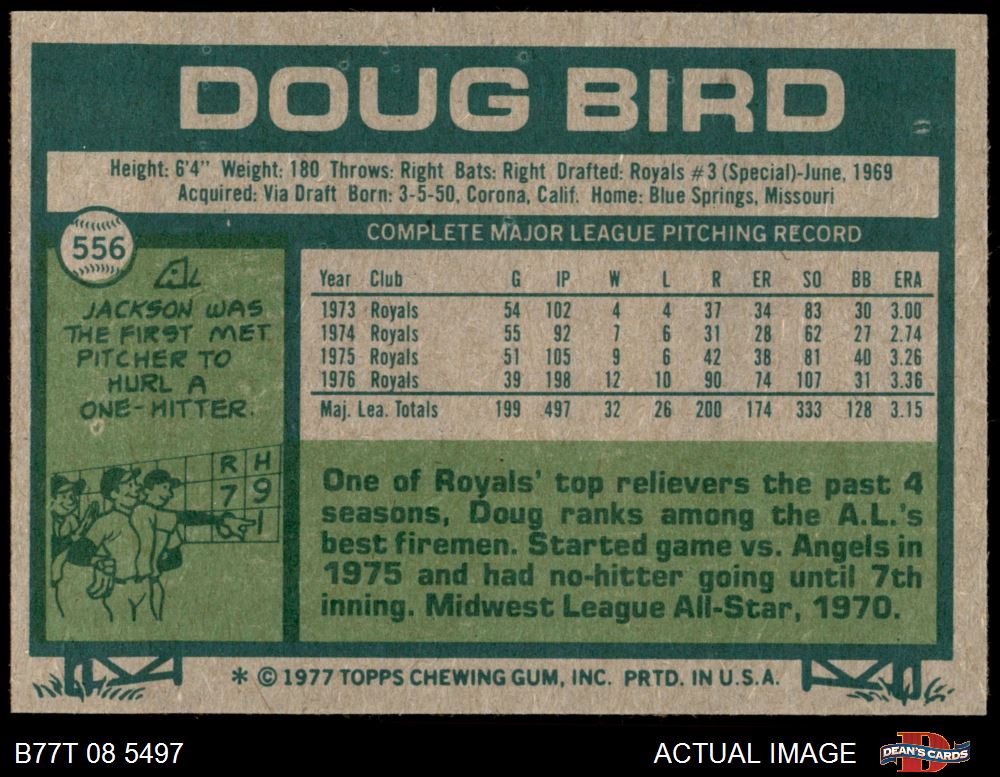 DOUG BIRD
Height: 6'4" Weight: 180 Throws: Right Bats: Right Drafted: Royals #3 (Special)-June, 1969
Acquired: Via Draft Born: 3-5-50, Corona, Calif. Home: Blue Springs, Missouri
556
AL
JACKSON WAS
THE FIRST MET
PITCHER TO
HURL A
ONE-HITTER.
R H
7 9
1
COMPLETE MAJOR LEAGUE PITCHING RECORD
Year Club G IP W L R ER SO BB ERA
1973 Royals 54 102 4 4 37 34 83 30 3.00
1974 Royals 55 92 7 6 31 28 62 27 2.74
1975 Royals 51 105 9 6 42 38 81 40 3.26
1976 Royals 39 198 12 10 90 74 107 31 3.36
Maj. Lea. Totals 199 497 32 26 200 174 333 128 3.15
One of Royals' top relievers the past 4
seasons, Doug ranks among the A.L.'s
best firemen. Started game vs. Angels in
1975 and had no-hitter going until 7th
inning. Midwest League All-Star, 1970.
* © 1977 TOPPS CHEWING GUM, INC. PRTD. IN U.S.A.
B77T 08 5497
ACTUAL IMAGE
DEAN'S CARDS